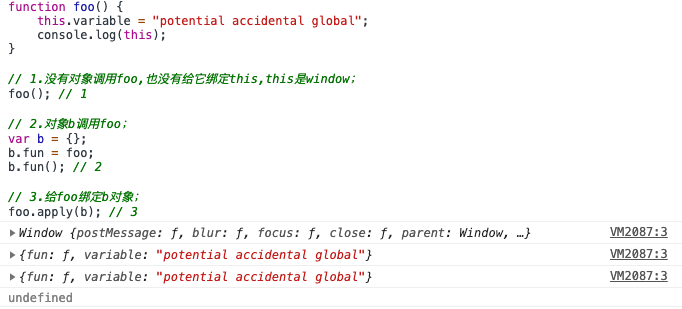 function foo() {
    this.variable = "potential accidental global";
    console.log(this);
}
// 1.没有对象调用foo,也没有给它绑定this,this是window;
foo(); // 1
// 2.对象b调用foo;
var b = {};
b.fun = foo;
b.fun(); // 2
// 3.给foo绑定b对象;
foo.apply(b); // 3
▶Window {postMessage: ƒ, blur: ƒ, focus: ƒ, close: ƒ, parent: Window, …} VM2087:3
▶{fun: ƒ, variable: "potential accidental global"} VM2087:3
▶{fun: ƒ, variable: "potential accidental global"} VM2087:3
undefined